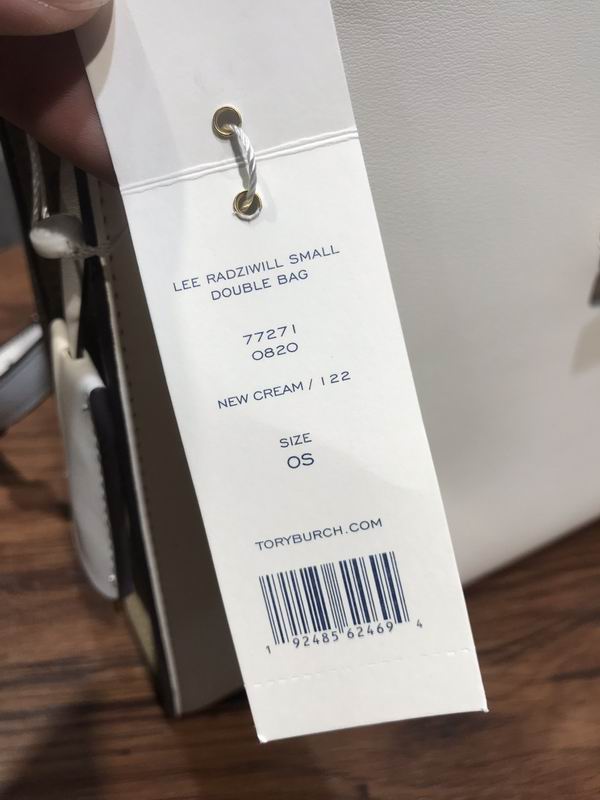 LEE RADZIWILL SMALL
DOUBLE BAG
77271
0820
NEW CREAM / 122
SIZE
OS
TORYBURCH.COM
1 92485 62469 4